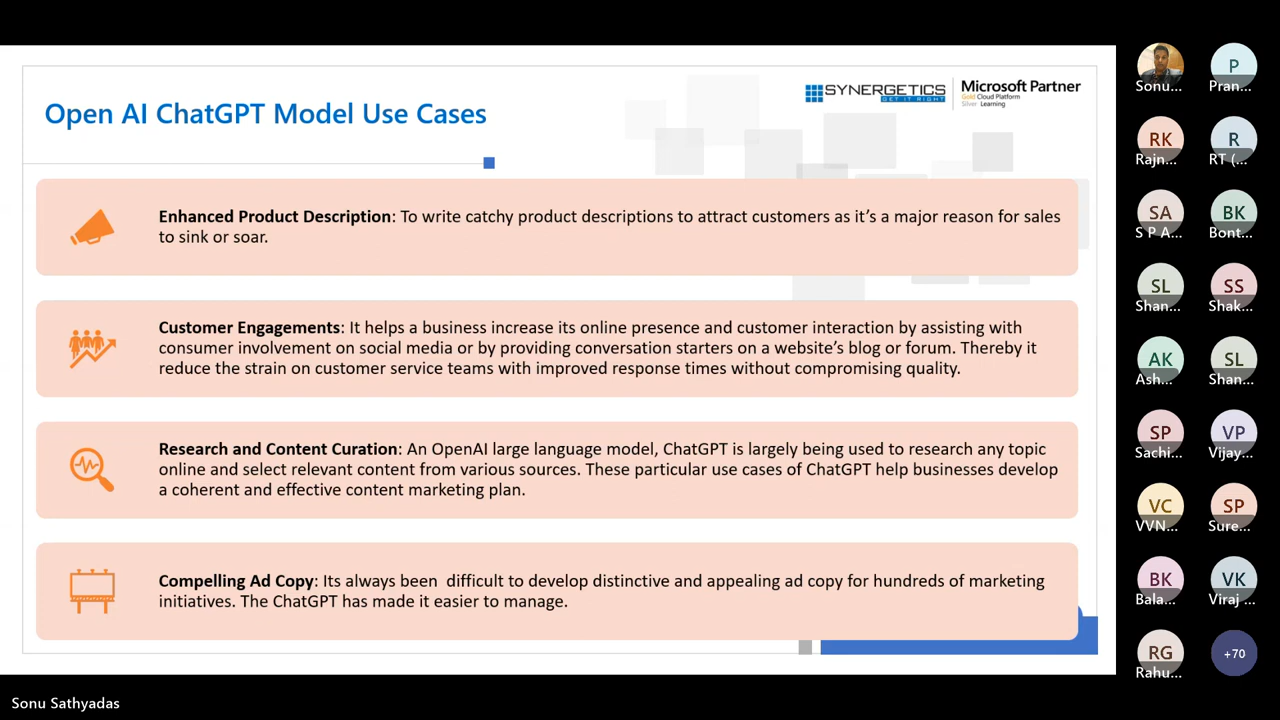 Open AI ChatGPT Model Use Cases
SYNERGETICS
GET IT RIGHT
Microsoft Partner
Gold Cloud Platform
Silver Learning
Enhanced Product Description: To write catchy product descriptions to attract customers as it’s a major reason for sales
to sink or soar.
Customer Engagements: It helps a business increase its online presence and customer interaction by assisting with
consumer involvement on social media or by providing conversation starters on a website’s blog or forum. Thereby it
reduce the strain on customer service teams with improved response times without compromising quality.
Research and Content Curation: An OpenAI large language model, ChatGPT is largely being used to research any topic
online and select relevant content from various sources. These particular use cases of ChatGPT help businesses develop
a coherent and effective content marketing plan.
Compelling Ad Copy: Its always been  difficult to develop distinctive and appealing ad copy for hundreds of marketing
initiatives. The ChatGPT has made it easier to manage.
Sonu Sathyadas
Sonu...
P
Pran...
RK
Rajn...
R
RT (...
SA
S P A...
BK
Bont...
SL
Shan...
SS
Shak...
AK
Ash...
SL
Shan...
SP
Sachi...
VP
Vijay...
VC
VVN...
SP
Sure...
BK
Bala...
VK
Viraj ...
RG
Rahu...
+70